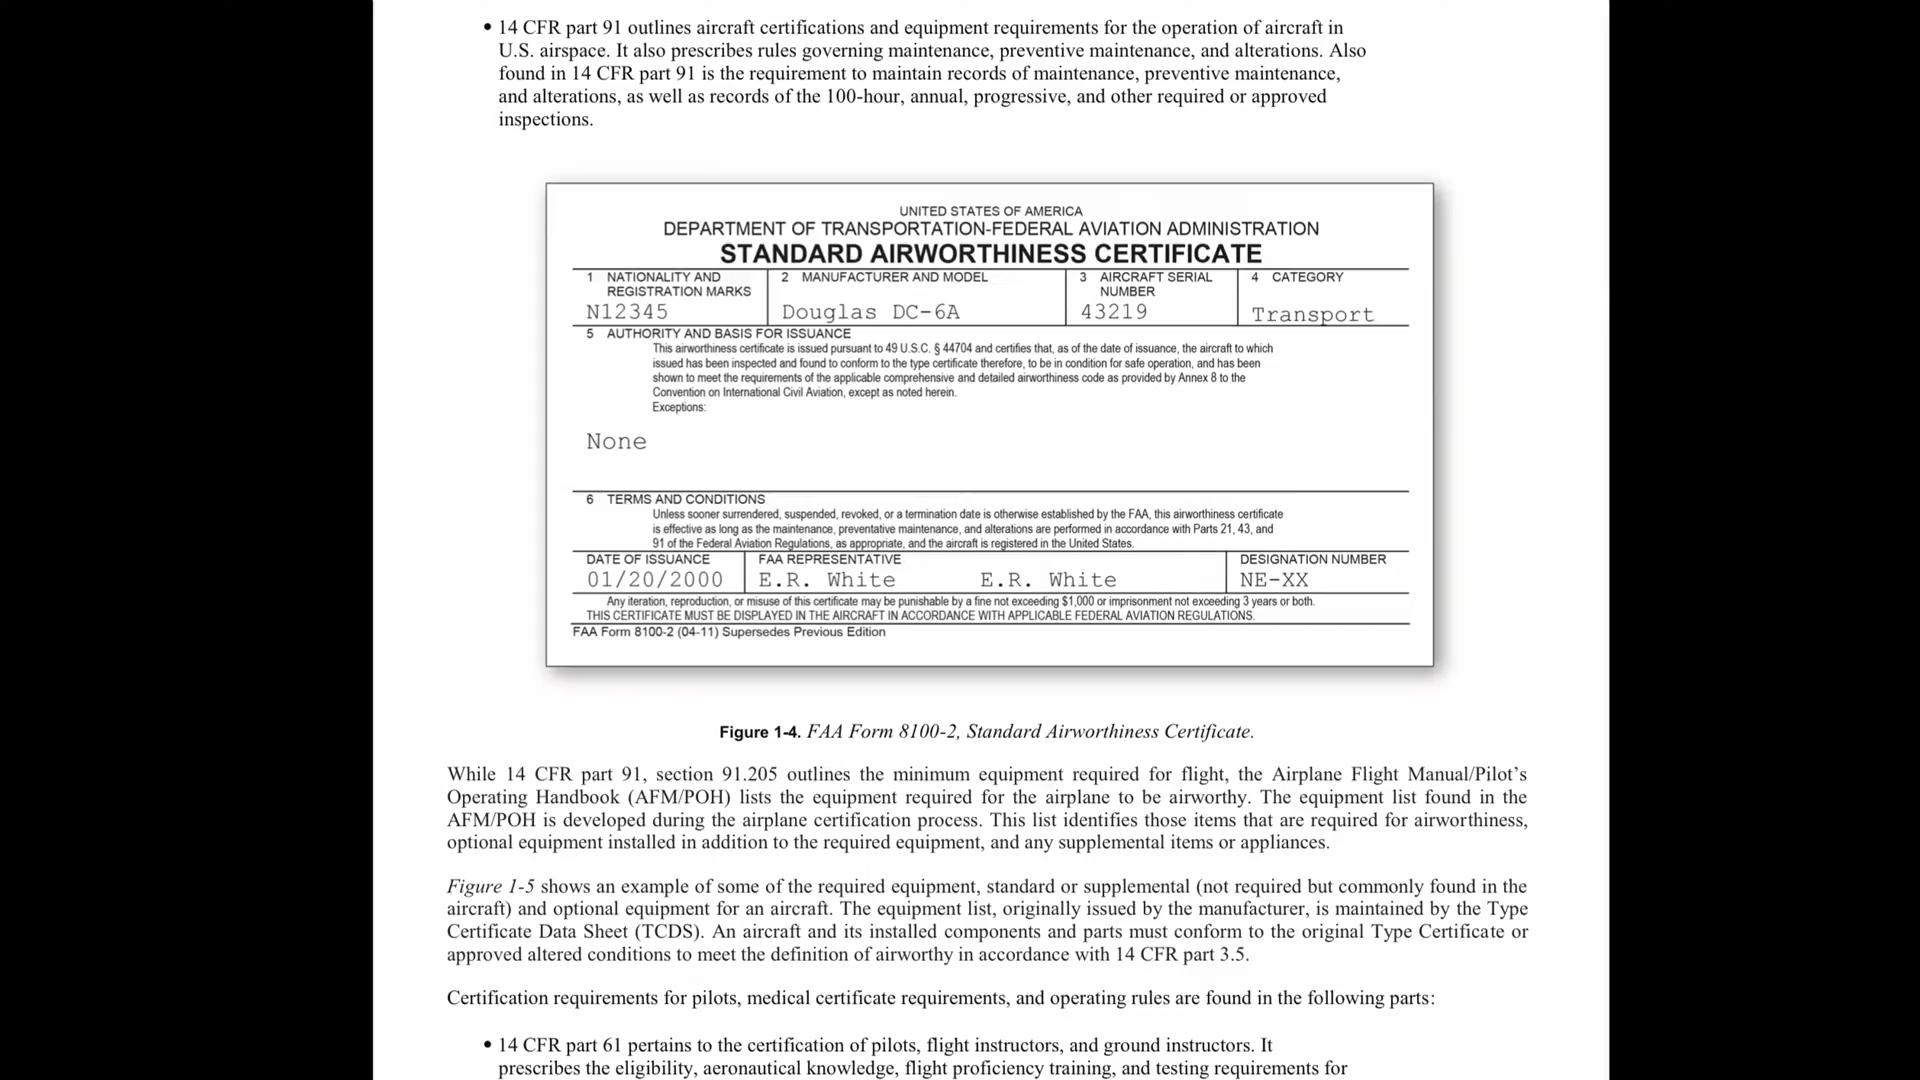 • 14 CFR part 91 outlines aircraft certifications and equipment requirements for the operation of aircraft in
U.S. airspace. It also prescribes rules governing maintenance, preventive maintenance, and alterations. Also
found in 14 CFR part 91 is the requirement to maintain records of maintenance, preventive maintenance,
and alterations, as well as records of the 100-hour, annual, progressive, and other required or approved
inspections.
UNITED STATES OF AMERICA
DEPARTMENT OF TRANSPORTATION-FEDERAL AVIATION ADMINISTRATION
STANDARD AIRWORTHINESS CERTIFICATE
1 NATIONALITY AND
REGISTRATION MARKS
N12345
2 MANUFACTURER AND MODEL
Douglas DC-6A
3 AIRCRAFT SERIAL
NUMBER
43219
4 CATEGORY
Transport
5 AUTHORITY AND BASIS FOR ISSUANCE
This airworthiness certificate is issued pursuant to 49 U.S.C. § 44704 and certifies that, as of the date of issuance, the aircraft to which
issued has been inspected and found to conform to the type certificate therefore, to be in condition for safe operation, and has been
shown to meet the requirements of the applicable comprehensive and detailed airworthiness code as provided by Annex 8 to the
Convention on International Civil Aviation, except as noted herein.
Exceptions:
None
6 TERMS AND CONDITIONS
Unless sooner surrendered, suspended, revoked, or a termination date is otherwise established by the FAA, this airworthiness certificate
is effective as long as the maintenance, preventative maintenance, and alterations are performed in accordance with Parts 21, 43, and
91 of the Federal Aviation Regulations, as appropriate, and the aircraft is registered in the United States.
DATE OF ISSUANCE
01/20/2000
FAA REPRESENTATIVE
E.R. White E.R. White
DESIGNATION NUMBER
NE-XX
Any iteration, reproduction, or misuse of this certificate may be punishable by a fine not exceeding $1,000 or imprisonment not exceeding 3 years or both.
THIS CERTIFICATE MUST BE DISPLAYED IN THE AIRCRAFT IN ACCORDANCE WITH APPLICABLE FEDERAL AVIATION REGULATIONS.
FAA Form 8100-2 (04-11) Supersedes Previous Edition
Figure 1-4. FAA Form 8100-2, Standard Airworthiness Certificate.
While 14 CFR part 91, section 91.205 outlines the minimum equipment required for flight, the Airplane Flight Manual/Pilot’s
Operating Handbook (AFM/POH) lists the equipment required for the airplane to be airworthy. The equipment list found in the
AFM/POH is developed during the airplane certification process. This list identifies those items that are required for airworthiness,
optional equipment installed in addition to the required equipment, and any supplemental items or appliances.
Figure 1-5 shows an example of some of the required equipment, standard or supplemental (not required but commonly found in the
aircraft) and optional equipment for an aircraft. The equipment list, originally issued by the manufacturer, is maintained by the Type
Certificate Data Sheet (TCDS). An aircraft and its installed components and parts must conform to the original Type Certificate or
approved altered conditions to meet the definition of airworthy in accordance with 14 CFR part 3.5.
Certification requirements for pilots, medical certificate requirements, and operating rules are found in the following parts:
• 14 CFR part 61 pertains to the certification of pilots, flight instructors, and ground instructors. It
prescribes the eligibility, aeronautical knowledge, flight proficiency training, and testing requirements for